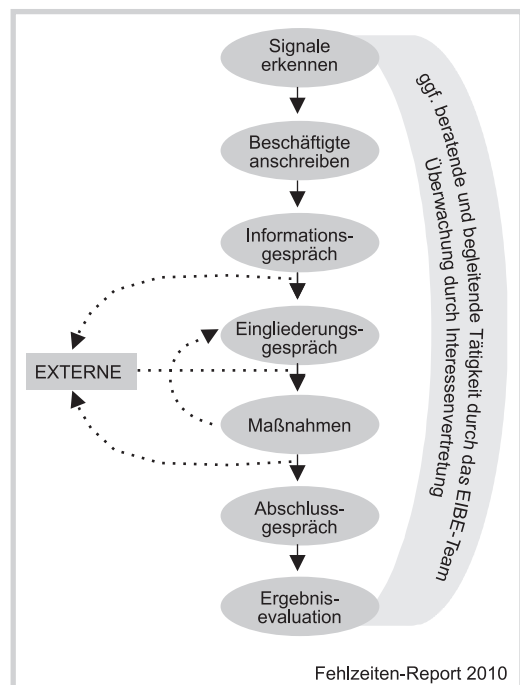 Signale
erkennen
Beschäftigte
anschreiben
Informations-
gespräch
Eingliederungs-
gespräch
EXTERNE
Maßnahmen
Abschluss-
gespräch
Ergebnis-
evaluation
ggf. beratende und begleitende Tätigkeit durch das EIBE-Team
Überwachung durch Interessenvertretung
Fehlzeiten-Report 2010